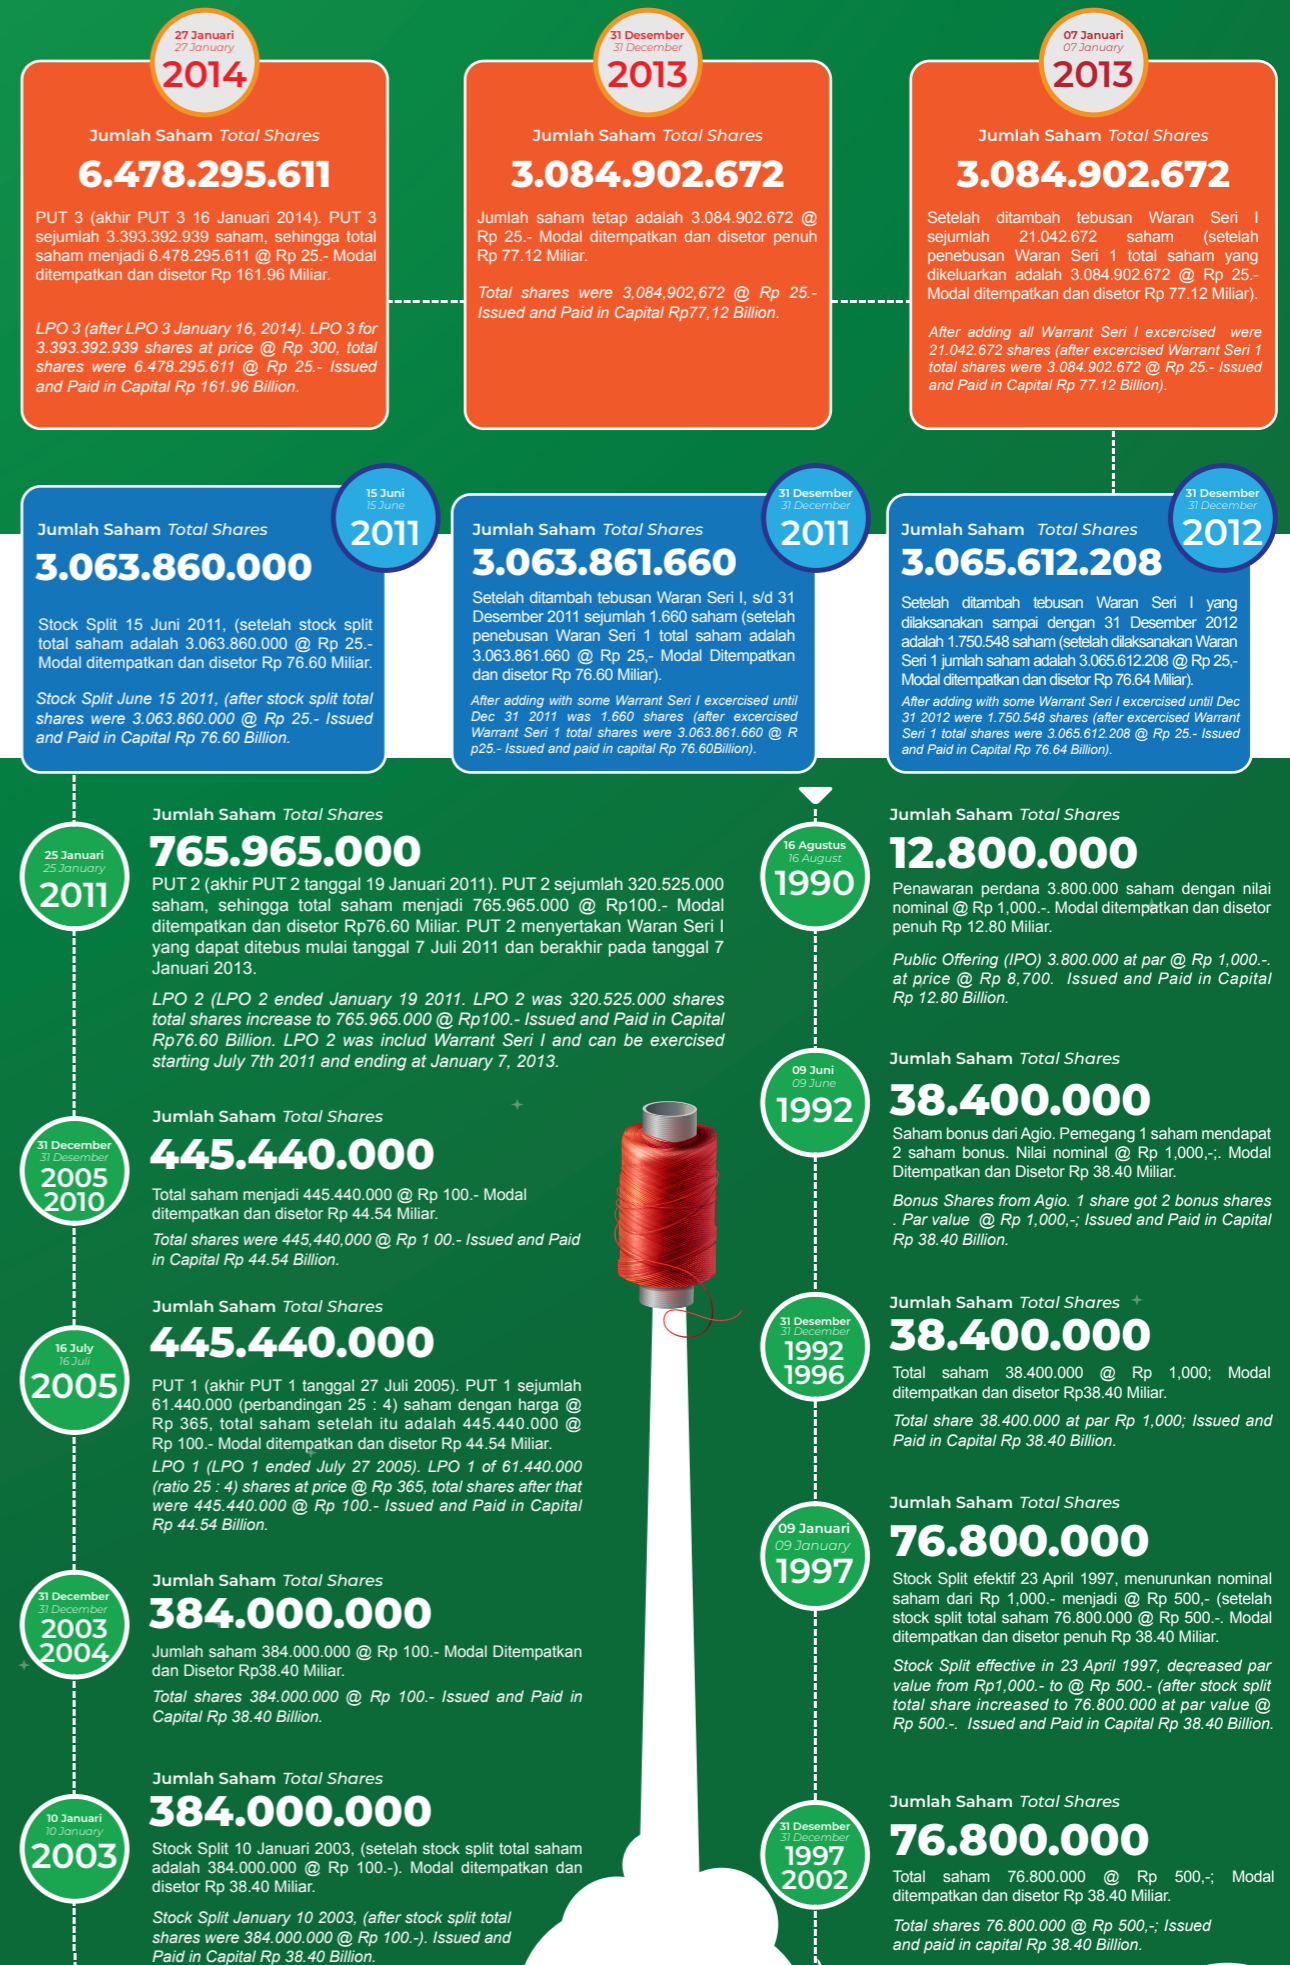 27 Januari
27 January
2014
Jumlah Saham Total Shares
6.478.295.611
PUT 3 (akhir PUT 3 16 Januari 2014). PUT 3
sejumlah 3.393.392.939 saham, sehingga total
saham menjadi 6.478.295.611 @ Rp 25.- Modal
ditempatkan dan disetor Rp 161.96 Miliar.
LPO 3 (after LPO 3 January 16, 2014). LPO 3 for
3.393.392.939 shares at price @ Rp 300, total
shares were 6.478.295.611 @ Rp 25.- Issued
and Paid in Capital Rp 161.96 Billion.
31 Desember
31 December
2013
Jumlah Saham Total Shares
3.084.902.672
Jumlah saham tetap adalah 3.084.902.672 @
Rp 25.- Modal ditempatkan dan disetor penuh
Rp 77.12 Miliar.
Total shares were 3,084,902,672 @ Rp 25.-
Issued and Paid in Capital Rp77,12 Billion.
07 Januari
07 January
2013
Jumlah Saham Total Shares
3.084.902.672
Setelah ditambah tebusan Waran Seri I
sejumlah 21.042.672 saham (setelah
penebusan Waran Seri 1 total saham yang
dikeluarkan adalah 3.084.902.672 @ Rp 25.-
Modal ditempatkan dan disetor Rp 77.12 Miliar).
After adding all Warrant Seri I excercised were
21.042.672 shares (after excercised Warrant Seri 1
total shares were 3.084.902.672 @ Rp 25.- Issued
and Paid in Capital Rp 77.12 Billion).
15 Juni
15 June
2011
Jumlah Saham Total Shares
3.063.860.000
Stock Split 15 Juni 2011, (setelah stock split
total saham adalah 3.063.860.000 @ Rp 25.-
Modal ditempatkan dan disetor Rp 76.60 Miliar.
Stock Split June 15 2011, (after stock split total
shares were 3.063.860.000 @ Rp 25.- Issued
and Paid in Capital Rp 76.60 Billion.
31 Desember
31 December
2011
Jumlah Saham Total Shares
3.063.861.660
Setelah ditambah tebusan Waran Seri I, s/d 31
Desember 2011 sejumlah 1.660 saham (setelah
penebusan Waran Seri 1 total saham adalah
3.063.861.660 @ Rp 25,- Modal Ditempatkan
dan disetor Rp 76.60 Miliar).
After adding with some Warrant Seri I excercised until
Dec 31 2011 was 1.660 shares (after excercised
Warrant Seri 1 total shares were 3.063.861.660 @ R
p25.- Issued and paid in capital Rp 76.60Billion).
31 Desember
31 December
2012
Jumlah Saham Total Shares
3.065.612.208
Setelah ditambah tebusan Waran Seri I yang
dilaksanakan sampai dengan 31 Desember 2012
adalah 1.750.548 saham (setelah dilaksanakan Waran
Seri 1 jumlah saham adalah 3.065.612.208 @ Rp 25,-
Modal ditempatkan dan disetor Rp 76.64 Miliar).
After adding with some Warrant Seri I excercised until Dec
31 2012 were 1.750.548 shares (after excercised Warrant
Seri 1 total shares were 3.065.612.208 @ Rp 25.- Issued
and Paid in Capital Rp 76.64 Billion).
25 Januari
25 January
2011
Jumlah Saham Total Shares
765.965.000
PUT 2 (akhir PUT 2 tanggal 19 Januari 2011). PUT 2 sejumlah 320.525.000
saham, sehingga total saham menjadi 765.965.000 @ Rp100.- Modal
ditempatkan dan disetor Rp76.60 Miliar. PUT 2 menyertakan Waran Seri I
yang dapat ditebus mulai tanggal 7 Juli 2011 dan berakhir pada tanggal 7
Januari 2013.
LPO 2 (LPO 2 ended January 19 2011. LPO 2 was 320.525.000 shares
total shares increase to 765.965.000 @ Rp100.- Issued and Paid in Capital
Rp76.60 Billion. LPO 2 was includ Warrant Seri I and can be exercised
starting July 7th 2011 and ending at January 7, 2013.
31 December
31 Desember
2005
2010
Jumlah Saham Total Shares
445.440.000
Total saham menjadi 445.440.000 @ Rp 100.- Modal
ditempatkan dan disetor Rp 44.54 Miliar.
Total shares were 445,440,000 @ Rp 1 00.- Issued and Paid
in Capital Rp 44.54 Billion.
16 July
16 Juli
2005
Jumlah Saham Total Shares
445.440.000
PUT 1 (akhir PUT 1 tanggal 27 Juli 2005). PUT 1 sejumlah
61.440.000 (perbandingan 25 : 4) saham dengan harga @
Rp 365, total saham setelah itu adalah 445.440.000 @
Rp 100.- Modal ditempatkan dan disetor Rp 44.54 Miliar.
LPO 1 (LPO 1 ended July 27 2005). LPO 1 of 61.440.000
(ratio 25 : 4) shares at price @ Rp 365, total shares after that
were 445.440.000 @ Rp 100.- Issued and Paid in Capital
Rp 44.54 Billion.
31 December
31 December
2003
2004
Jumlah Saham Total Shares
384.000.000
Jumlah saham 384.000.000 @ Rp 100.- Modal Ditempatkan
dan Disetor Rp38.40 Miliar.
Total shares 384.000.000 @ Rp 100.- Issued and Paid in
Capital Rp 38.40 Billion.
10 Januari
10 January
2003
Jumlah Saham Total Shares
384.000.000
Stock Split 10 Januari 2003, (setelah stock split total saham
adalah 384.000.000 @ Rp 100.-). Modal ditempatkan dan
disetor Rp 38.40 Miliar.
Stock Split January 10 2003, (after stock split total
shares were 384.000.000 @ Rp 100.-). Issued and
Paid in Capital Rp 38.40 Billion.
16 Agustus
16 August
1990
Jumlah Saham Total Shares
12.800.000
Penawaran perdana 3.800.000 saham dengan nilai
nominal @ Rp 1,000.-. Modal ditempatkan dan disetor
penuh Rp 12.80 Miliar.
Public Offering (IPO) 3.800.000 at par @ Rp 1,000.-.
at price @ Rp 8,700. Issued and Paid in Capital
Rp 12.80 Billion.
09 Juni
09 June
1992
Jumlah Saham Total Shares
38.400.000
Saham bonus dari Agio. Pemegang 1 saham mendapat
2 saham bonus. Nilai nominal @ Rp 1,000,-;. Modal
Ditempatkan dan Disetor Rp 38.40 Miliar.
Bonus Shares from Agio. 1 share got 2 bonus shares
. Par value @ Rp 1,000,-; Issued and Paid in Capital
Rp 38.40 Billion.
31 Desember
31 December
1992
1996
Jumlah Saham Total Shares
38.400.000
Total saham 38.400.000 @ Rp 1,000; Modal
ditempatkan dan disetor Rp38.40 Miliar.
Total share 38.400.000 at par Rp 1,000; Issued and
Paid in Capital Rp 38.40 Billion.
09 Januari
09 January
1997
Jumlah Saham Total Shares
76.800.000
Stock Split efektif 23 April 1997, menurunkan nominal
saham dari Rp 1,000.- menjadi @ Rp 500,- (setelah
stock split total saham 76.800.000 @ Rp 500.-. Modal
ditempatkan dan disetor penuh Rp 38.40 Miliar.
Stock Split effective in 23 April 1997, decreased par
value from Rp1,000.- to @ Rp 500.- (after stock split
total share increased to 76.800.000 at par value @
Rp 500.-. Issued and Paid in Capital Rp 38.40 Billion.
31 Desember
31 December
1997
2002
Jumlah Saham Total Shares
76.800.000
Total saham 76.800.000 @ Rp 500,-; Modal
ditempatkan dan disetor Rp 38.40 Miliar.
Total shares 76.800.000 @ Rp 500,-; Issued
and paid in capital Rp 38.40 Billion.